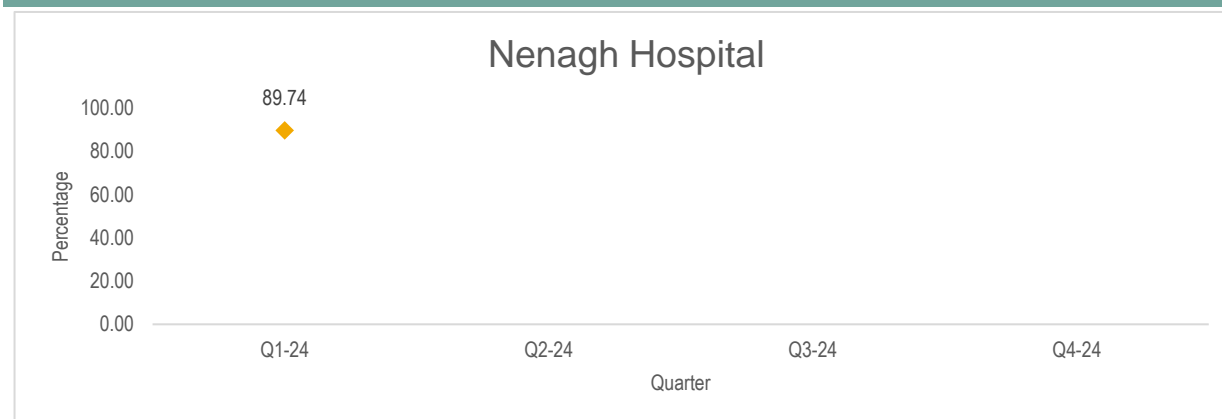 Nenagh Hospital
89.74
100.00
80.00
60.00
40.00
20.00
0.00
Percentage
Q1-24 Q2-24 Q3-24 Q4-24
Quarter